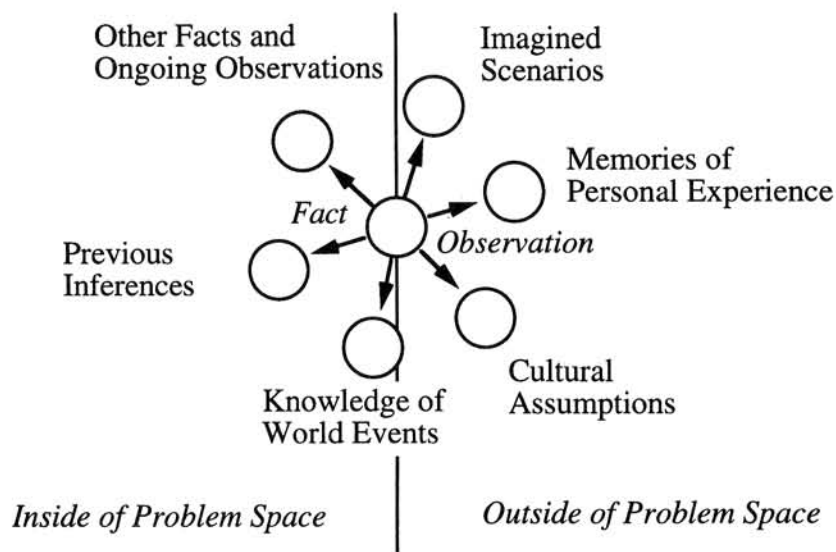 Other Facts and
Ongoing Observations
Imagined
Scenarios
Memories of
Personal Experience
Fact
Observation
Previous
Inferences
Cultural
Assumptions
Knowledge of
World Events
Inside of Problem Space
Outside of Problem Space